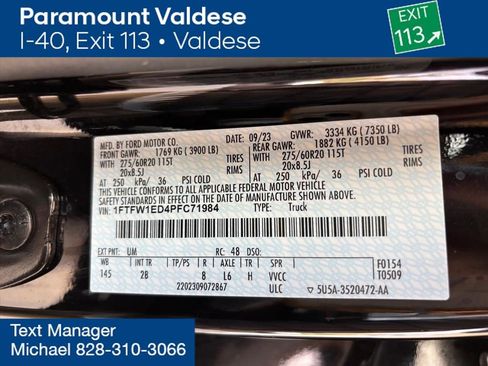 Paramount Valdese
I-40, Exit 113 • Valdese
EXIT
113
MFD. BY FORD MOTOR CO.
09/23 GVWR: 3334 KG (7350 LB)
FRONT GAWR: 1769 KG (3900 LB)
REAR GAWR: 1882 KG (4150 LB)
WITH 275/60R20 115T TIRES
20x8.5J RIMS
AT 250 kPa/ 36 PSI COLD
WITH 275/60R20 115T TIRES
20x8.5J RIMS
AT 250 kPa/ 36 PSI COLD
THIS VEHICLE CONFORMS TO ALL APPLICABLE FEDERAL MOTOR VEHICLE
SAFETY STANDARDS IN EFFECT ON THE DATE OF MANUFACTURE SHOWN ABOVE.
VIN: 1FTFW1ED4PFC71984 TYPE: Truck
EXT PNT: UM RC: 48 DSO:
WB INT TR TP/PS R AXLE TR SPR
145 2B 8 L6 H VVCC
F0154
T0509
2202309072867 ULC
5U5A-3520472-AA
Text Manager
Michael 828-310-3066